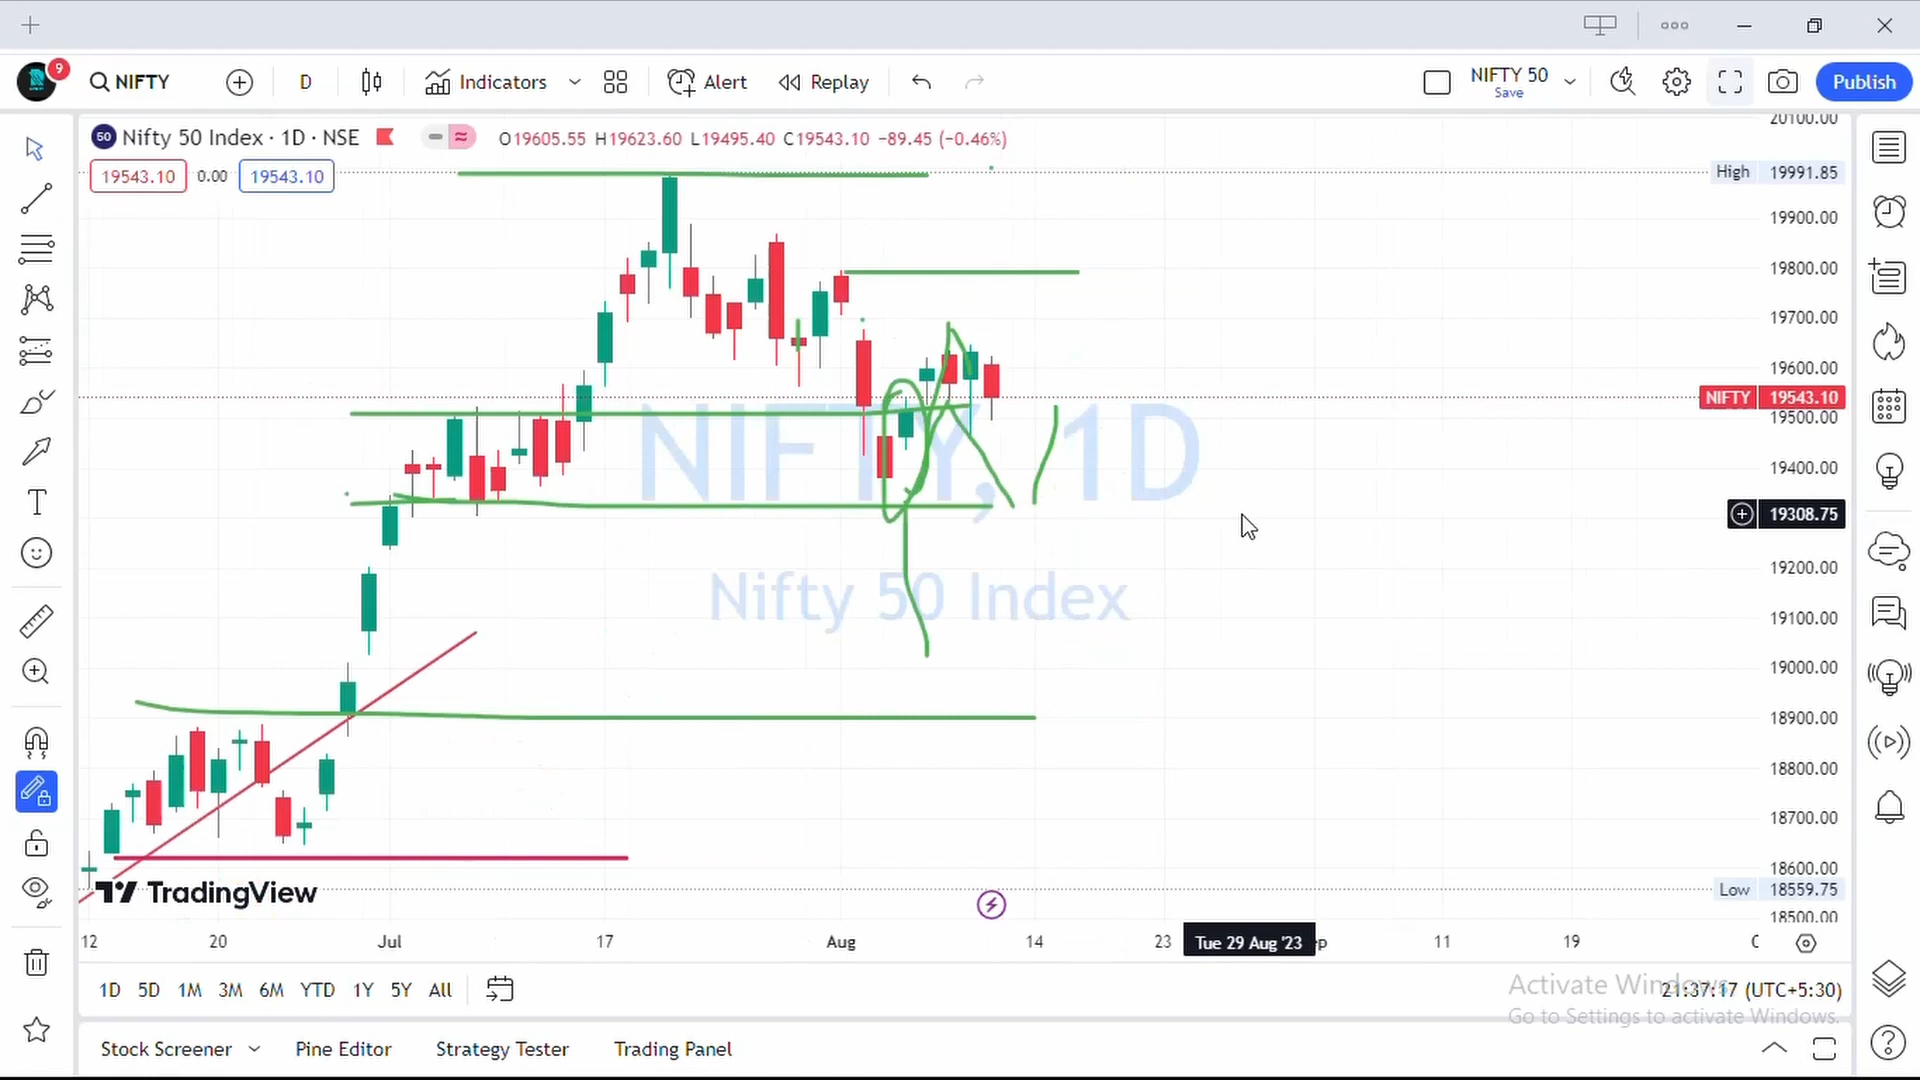 9
NIFTY
D
Indicators
Alert
Replay
NIFTY 50
Save
Publish
50
Nifty 50 Index · 1D · NSE
O19605.55 H19623.60 L19495.40 C19543.10 −89.45 (−0.46%)
19543.10
0.00
19543.10
20100.00
High 19991.85
19900.00
19800.00
19700.00
19600.00
NIFTY 19543.10
19500.00
19400.00
19308.75
19200.00
19100.00
19000.00
18900.00
18800.00
18700.00
18600.00
Low 18559.75
18500.00
NIFTY, 1D
Nifty 50 Index
TradingView
12 20 Jul 17 Aug 14 23 Tue 29 Aug '23 11 19
1D 5D 1M 3M 6M YTD 1Y 5Y All
21:37:17 (UTC+5:30)
Activate Windows
Go to Settings to activate Windows.
Stock Screener Pine Editor Strategy Tester Trading Panel